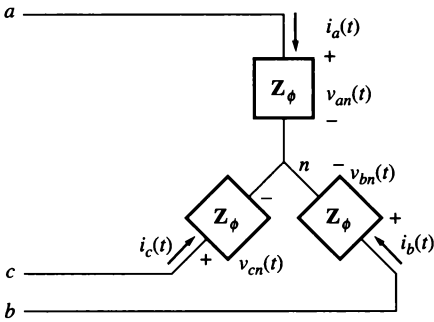 a
i_a(t)
+
Z_ϕ
v_an(t)
−
n
−
v_bn(t)
−
Z_ϕ
Z_ϕ
+
i_c(t)
+
v_cn(t)
i_b(t)
c
b